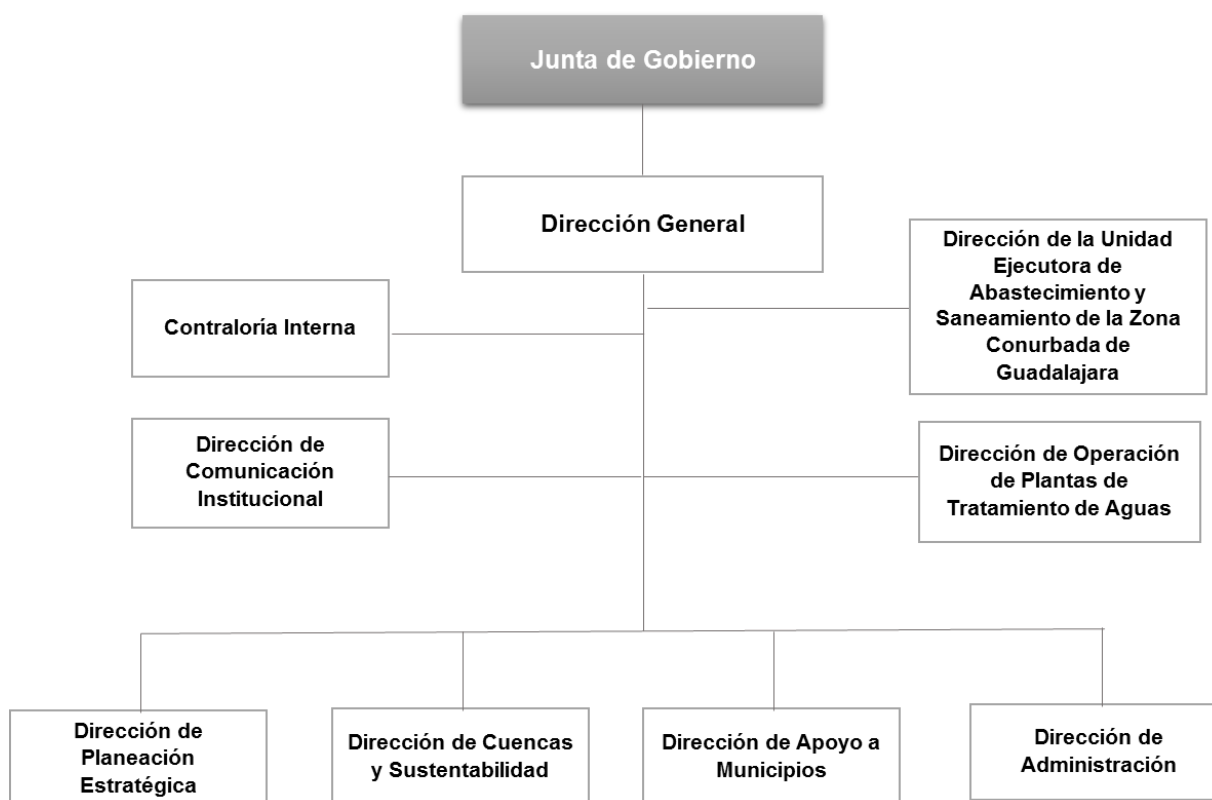 Junta de Gobierno
Dirección General
Dirección de la Unidad
Ejecutora de
Abastecimiento y
Saneamiento de la Zona
Conurbada de
Guadalajara
Contraloría Interna
Dirección de
Comunicación
Institucional
Dirección de Operación
de Plantas de
Tratamiento de Aguas
Dirección de
Planeación
Estratégica
Dirección de Cuencas
y Sustentabilidad
Dirección de Apoyo a
Municipios
Dirección de
Administración